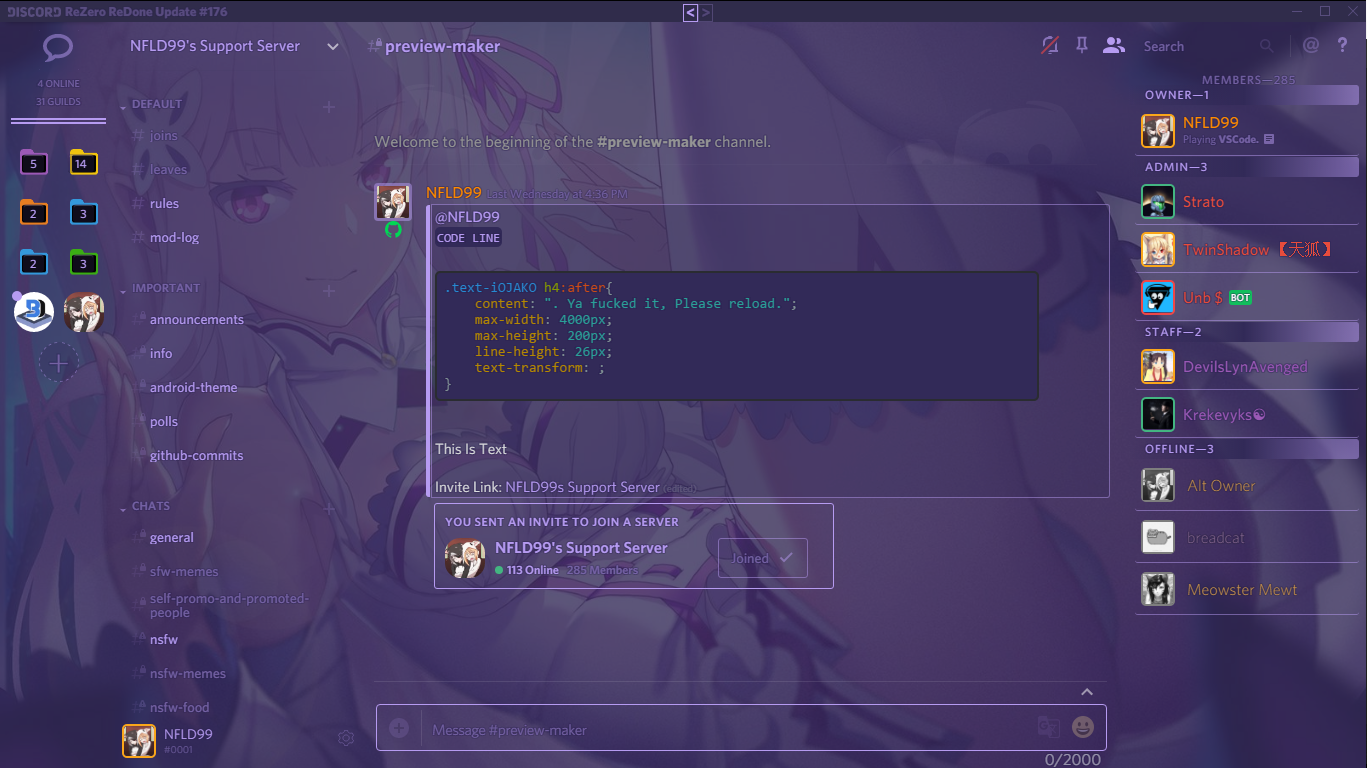 DISCORD ReZero ReDone Update #176
< >
4 ONLINE
31 GUILDS
5
14
2
3
2
3
NFLD99's Support Server
DEFAULT
joins
leaves
rules
mod-log
IMPORTANT
announcements
info
android-theme
polls
github-commits
CHATS
general
sfw-memes
self-promo-and-promoted-
people
nsfw
nsfw-memes
nsfw-food
NFLD99
#0001
#preview-maker
Search
@ ?
Welcome to the beginning of the #preview-maker channel.
NFLD99 Last Wednesday at 4:36 PM
@NFLD99
CODE LINE
.text-iOJAKO h4:after{
content: ". Ya fucked it, Please reload.";
max-width: 4000px;
max-height: 200px;
line-height: 26px;
text-transform: ;
}
This Is Text
Invite Link: NFLD99s Support Server (edited)
YOU SENT AN INVITE TO JOIN A SERVER
NFLD99's Support Server
113 Online 285 Members
Joined
Message #preview-maker
0/2000
MEMBERS—285
OWNER—1
NFLD99
Playing VSCode.
ADMIN—3
Strato
TwinShadow 【天狐】
Unb $ BOT
STAFF—2
DevilsLynAvenged
Krekevyks☯
OFFLINE—3
Alt Owner
breadcat
Meowster Mewt